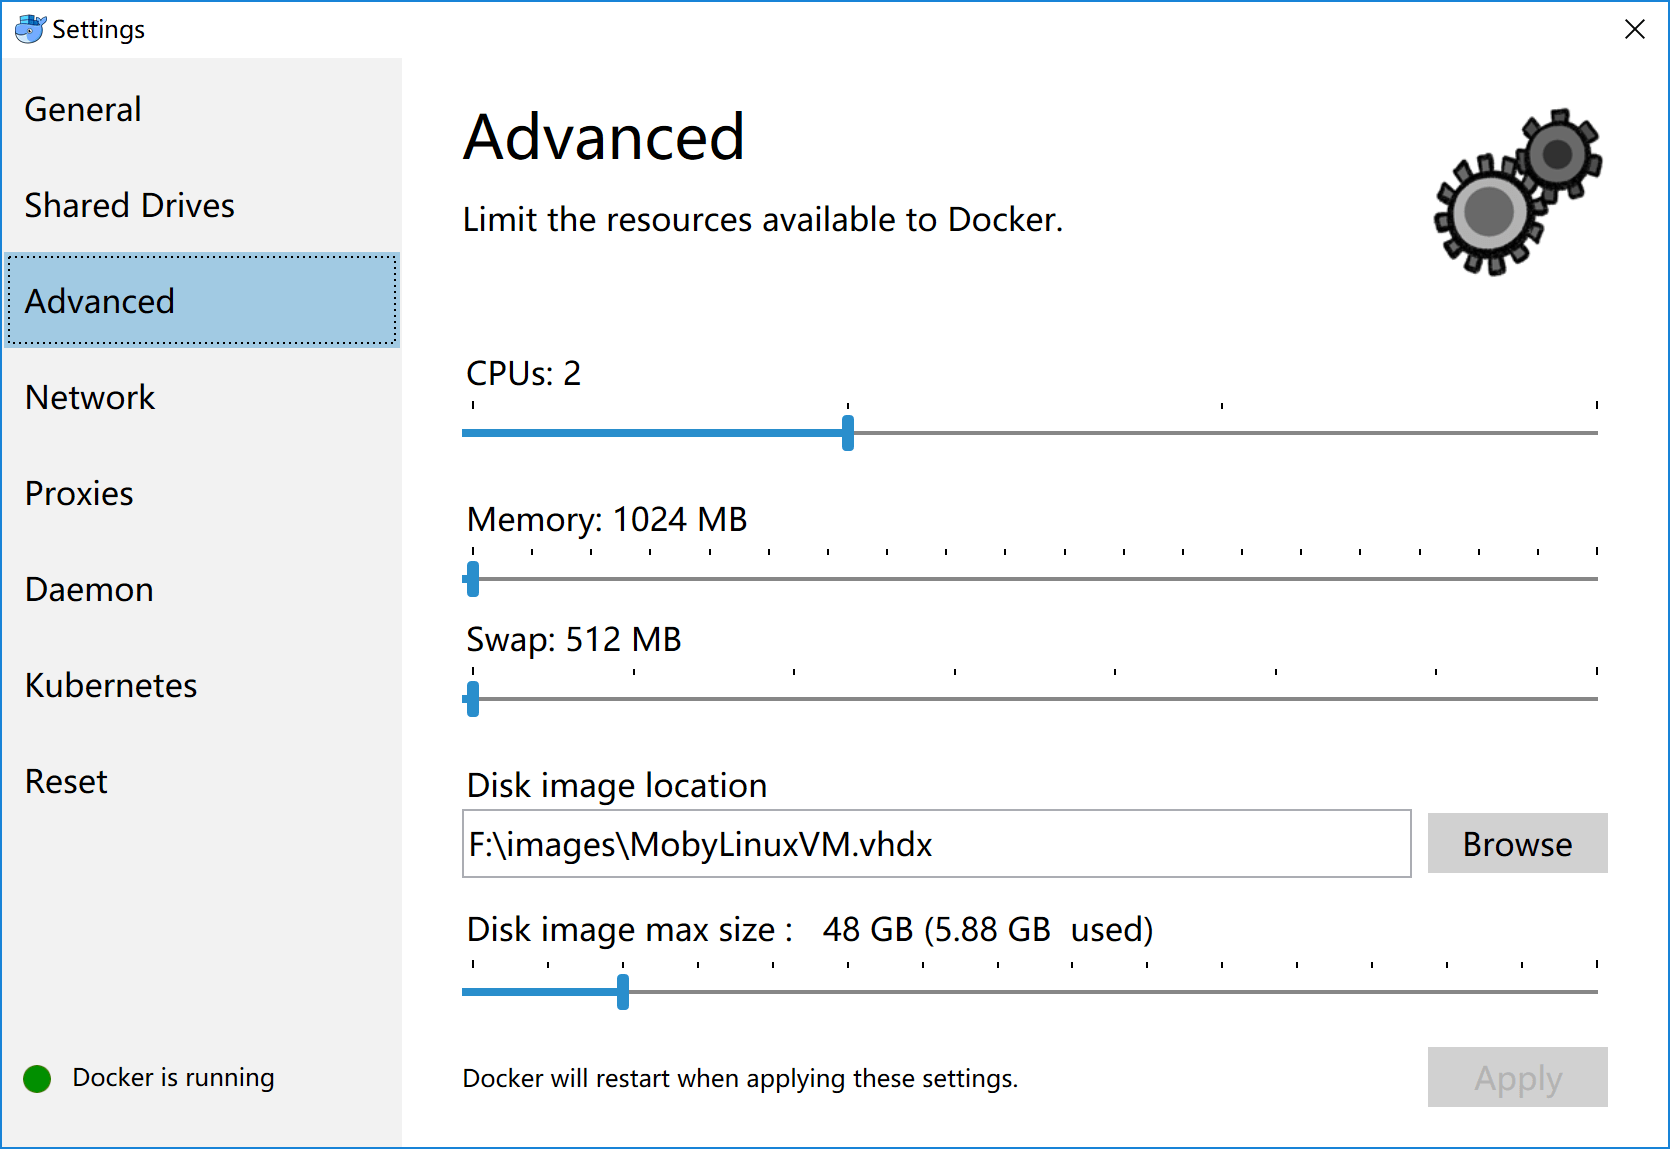 Settings
General
Shared Drives
Advanced
Network
Proxies
Daemon
Kubernetes
Reset
Docker is running
Advanced
Limit the resources available to Docker.
CPUs: 2
Memory: 1024 MB
Swap: 512 MB
Disk image location
F:\images\MobyLinuxVM.vhdx
Browse
Disk image max size :   48 GB (5.88 GB  used)
Docker will restart when applying these settings.
Apply